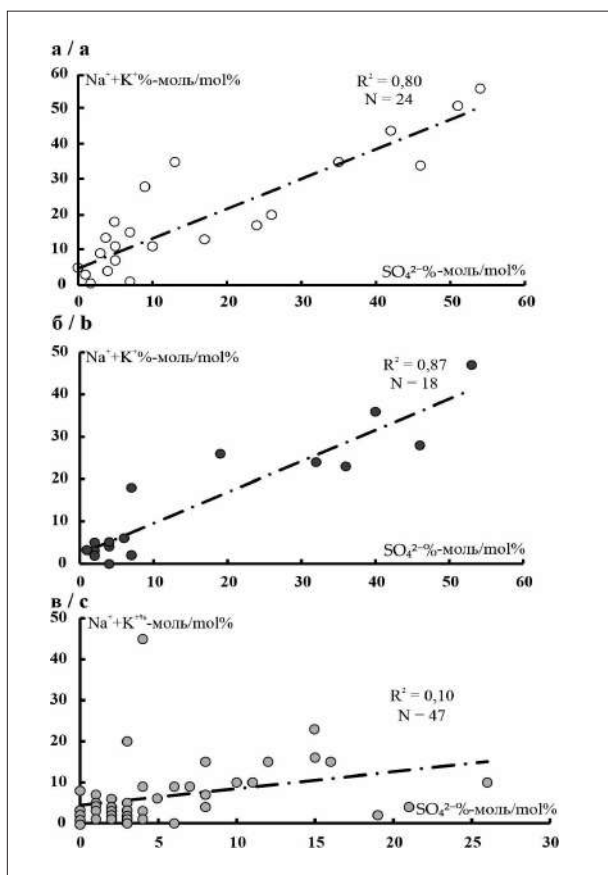 а / a
Na⁺+K⁺%-моль/mol%
R² = 0,80
N = 24
60
50
40
30
20
10
0
SO₄²⁻%-моль/mol%
0 10 20 30 40 50 60
б / b
Na⁺+K⁺%-моль/mol%
R² = 0,87
N = 18
50
40
30
20
10
0
SO₄²⁻%-моль/mol%
0 10 20 30 40 50 60
в / c
Na⁺+K⁺%-моль/mol%
R² = 0,10
N = 47
50
40
30
20
10
0
SO₄²⁻%-моль/mol%
0 5 10 15 20 25 30